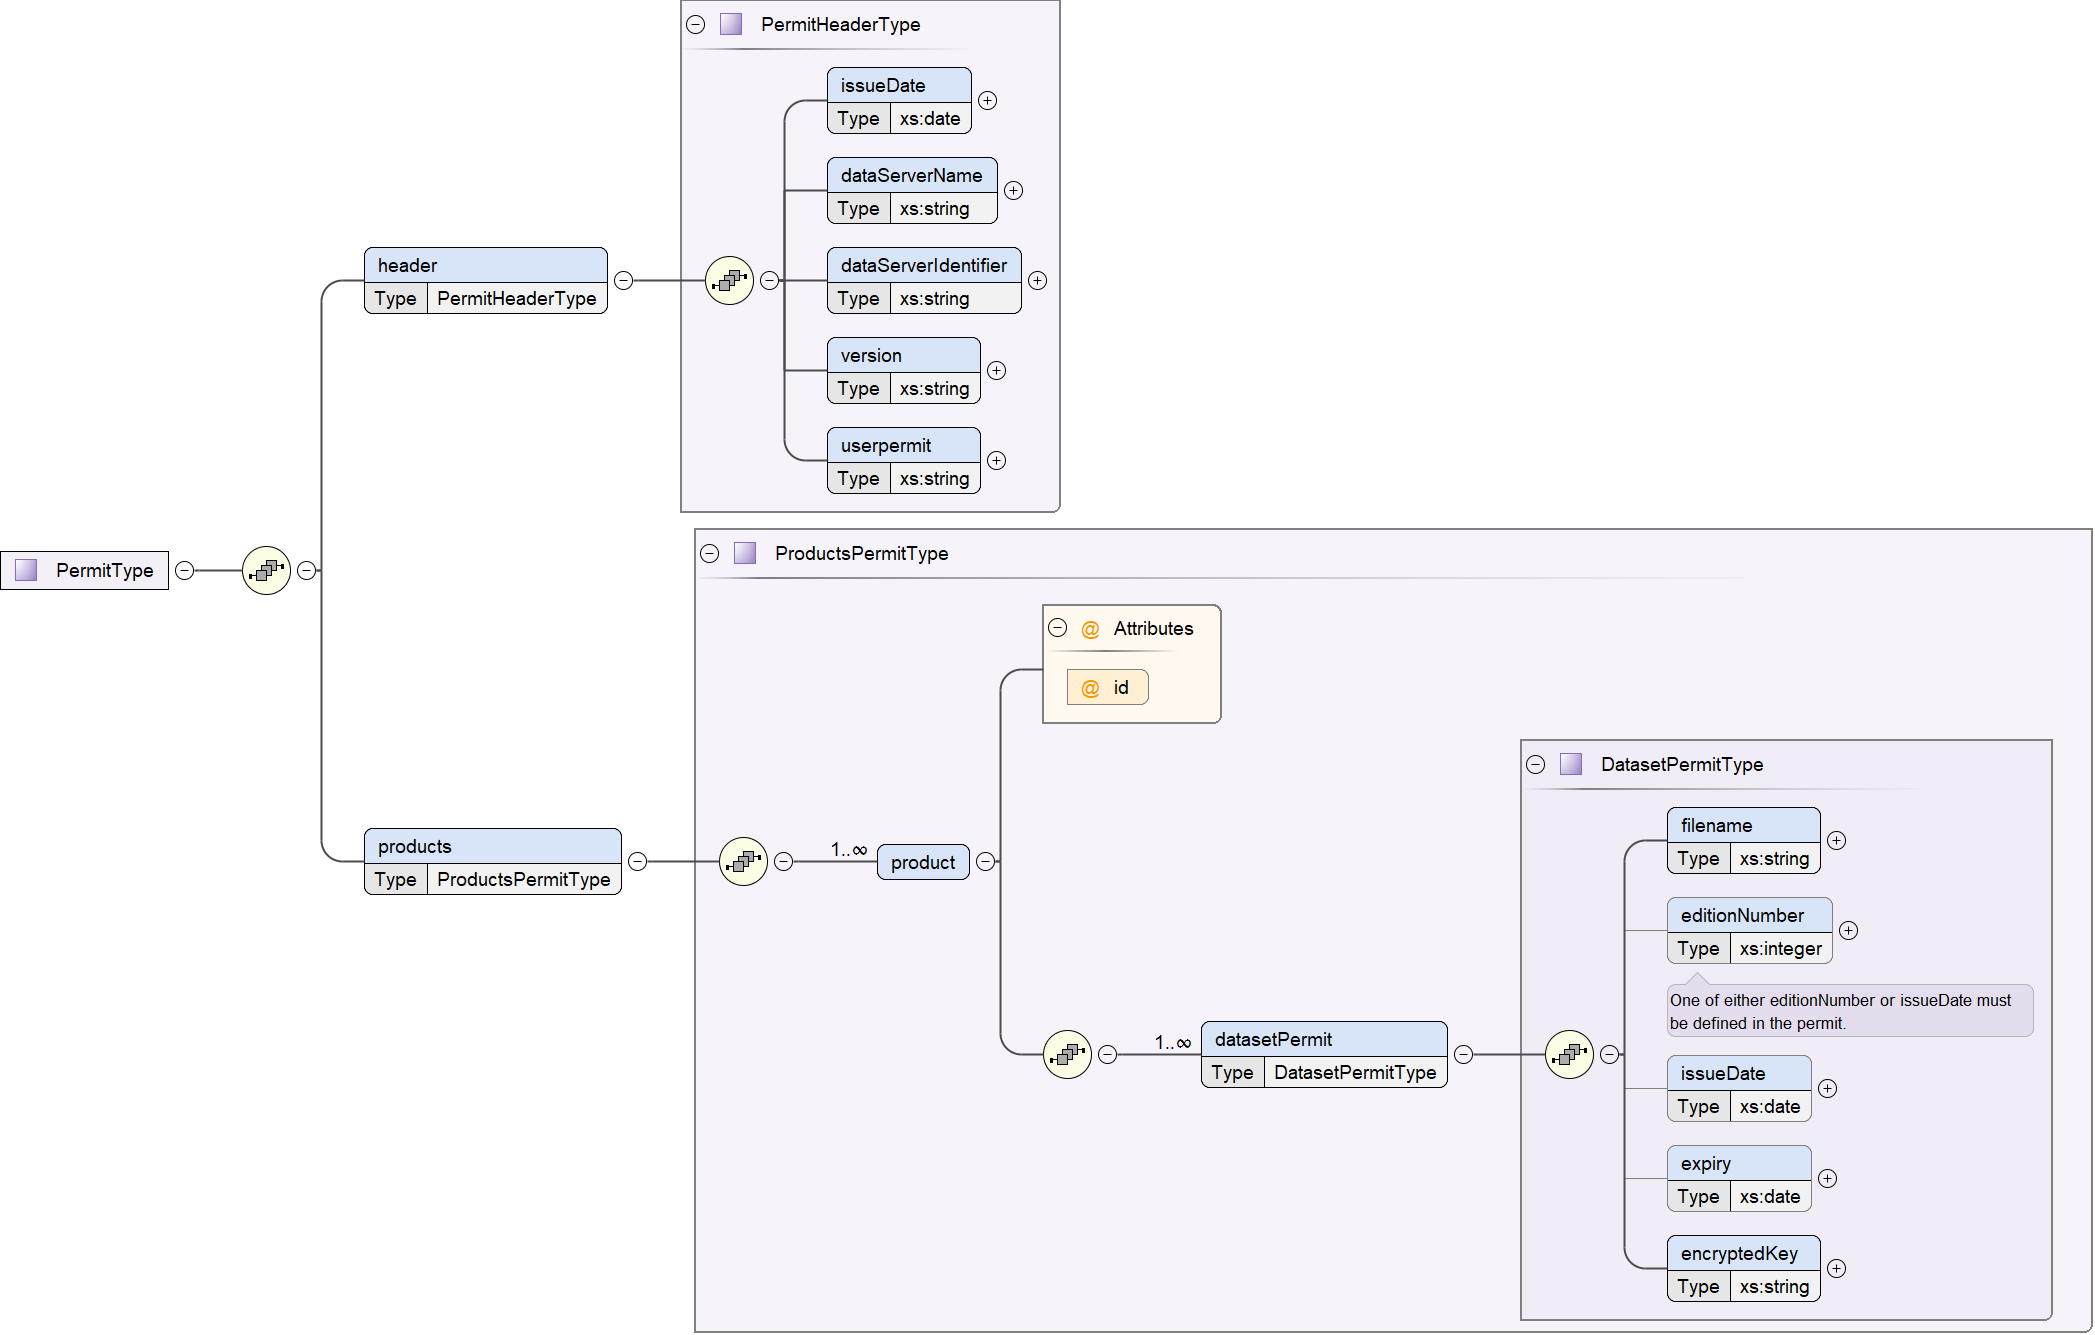 PermitHeaderType
issueDate
Type xs:date
dataServerName
Type xs:string
header
Type PermitHeaderType
dataServerIdentifier
Type xs:string
version
Type xs:string
userpermit
Type xs:string
PermitType
ProductsPermitType
@ Attributes
@ id
products
Type ProductsPermitType
1..∞
product
1..∞
datasetPermit
Type DatasetPermitType
DatasetPermitType
filename
Type xs:string
editionNumber
Type xs:integer
One of either editionNumber or issueDate must
be defined in the permit.
issueDate
Type xs:date
expiry
Type xs:date
encryptedKey
Type xs:string